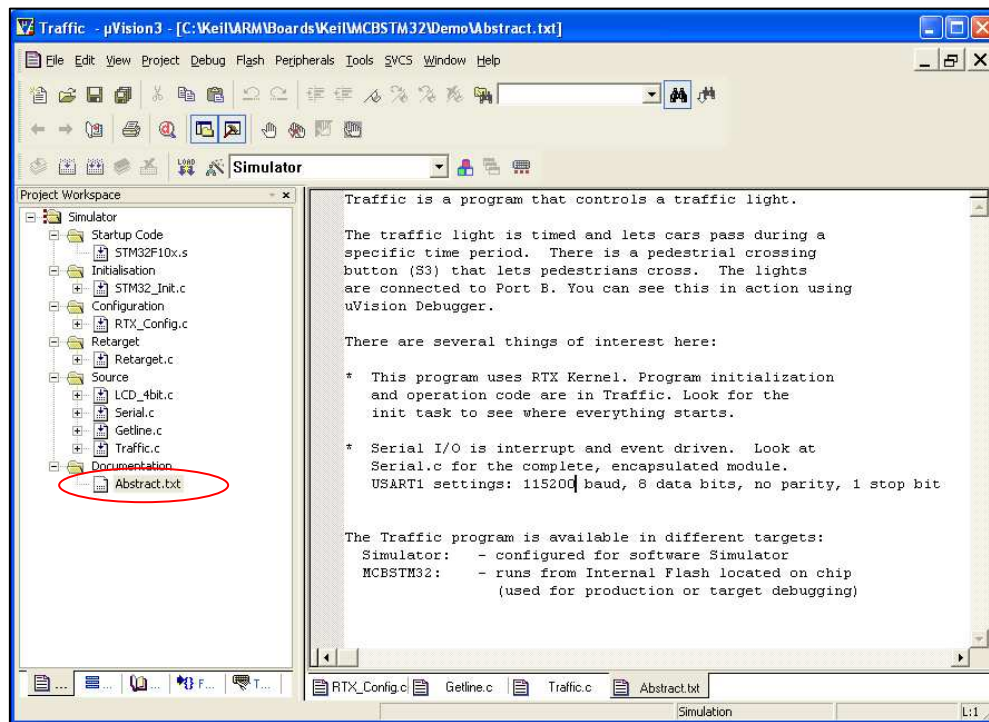 Traffic - µVision3 - [C:\Keil\ARM\Boards\Keil\MCBSTM32\Demo\Abstract.txt]
File Edit View Project Debug Flash Peripherals Tools SVCS Window Help
LOAD
Simulator
Project Workspace
Simulator
Startup Code
STM32F10x.s
Initialisation
STM32_Init.c
Configuration
RTX_Config.c
Retarget
Retarget.c
Source
LCD_4bit.c
Serial.c
Getline.c
Traffic.c
Documentation
Abstract.txt
Traffic is a program that controls a traffic light.
The traffic light is timed and lets cars pass during a
specific time period. There is a pedestrial crossing
button (S3) that lets pedestrians cross. The lights
are connected to Port B. You can see this in action using
uVision Debugger.
There are several things of interest here:
* This program uses RTX Kernel. Program initialization
and operation code are in Traffic. Look for the
init task to see where everything starts.
* Serial I/O is interrupt and event driven. Look at
Serial.c for the complete, encapsulated module.
USART1 settings: 115200 baud, 8 data bits, no parity, 1 stop bit
The Traffic program is available in different targets:
Simulator: - configured for software Simulator
MCBSTM32: - runs from Internal Flash located on chip
(used for production or target debugging)
... ... ... F... T...
RTX_Config.c Getline.c Traffic.c Abstract.txt
Simulation L:1